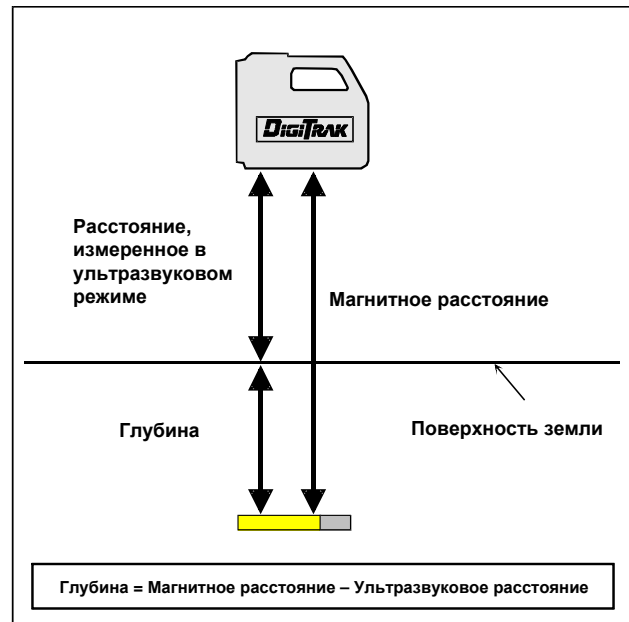 DIGITRAK
Расстояние,
измеренное в
ультразвуковом
режиме
Магнитное расстояние
Глубина
Поверхность земли
Глубина = Магнитное расстояние – Ультразвуковое расстояние